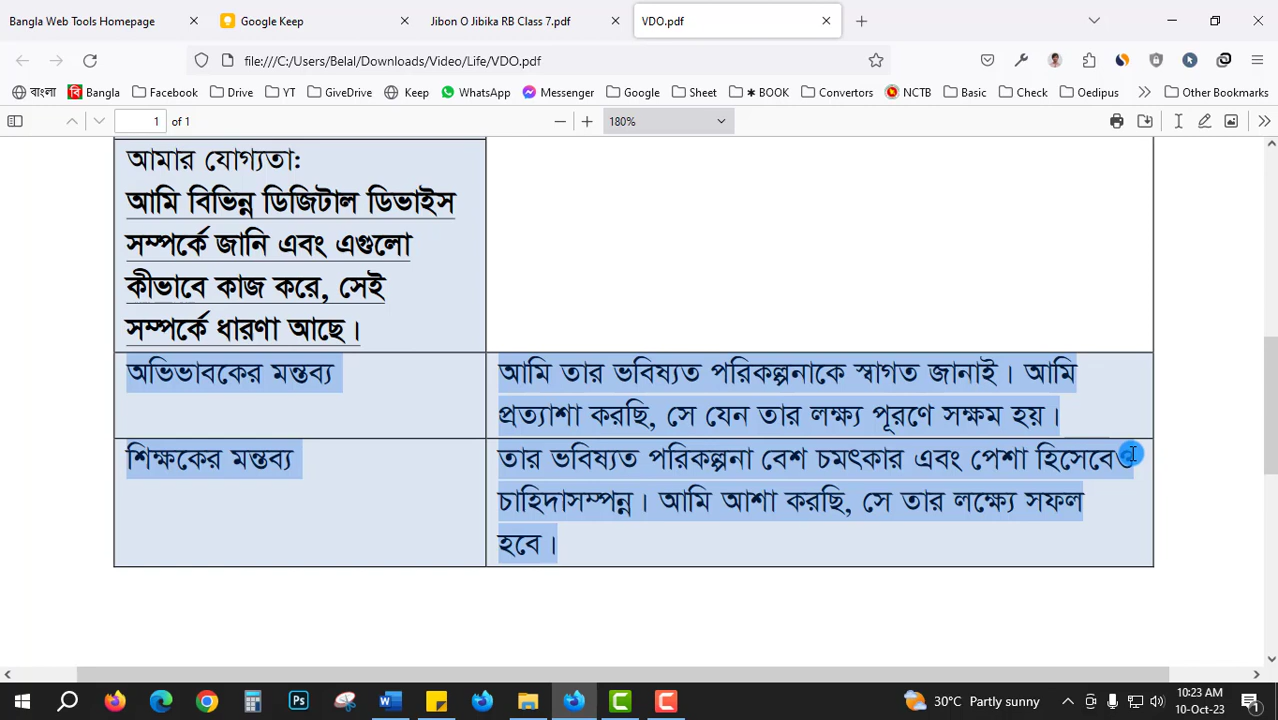 Bangla Web Tools Homepage
Google Keep
Jibon O Jibika RB Class 7.pdf
VDO.pdf
file:///C:/Users/Belal/Downloads/Video/Life/VDO.pdf
বাংলা Bangla Facebook Drive YT GiveDrive Keep WhatsApp Messenger Google Sheet ✱ BOOK Convertors NCTB Basic Check Oedipus Other Bookmarks
1 of 1 180%
আমার যোগ্যতা:
আমি বিভিন্ন ডিজিটাল ডিভাইস
সম্পর্কে জানি এবং এগুলো
কীভাবে কাজ করে, সেই
সম্পর্কে ধারণা আছে।
অভিভাবকের মন্তব্য
আমি তার ভবিষ্যত পরিকল্পনাকে স্বাগত জানাই। আমি
প্রত্যাশা করছি, সে যেন তার লক্ষ্য পূরণে সক্ষম হয়।
শিক্ষকের মন্তব্য
তার ভবিষ্যত পরিকল্পনা বেশ চমৎকার এবং পেশা হিসেবেও
চাহিদাসম্পন্ন। আমি আশা করছি, সে তার লক্ষ্যে সফল
হবে।
30°C Partly sunny
10:23 AM
10-Oct-23